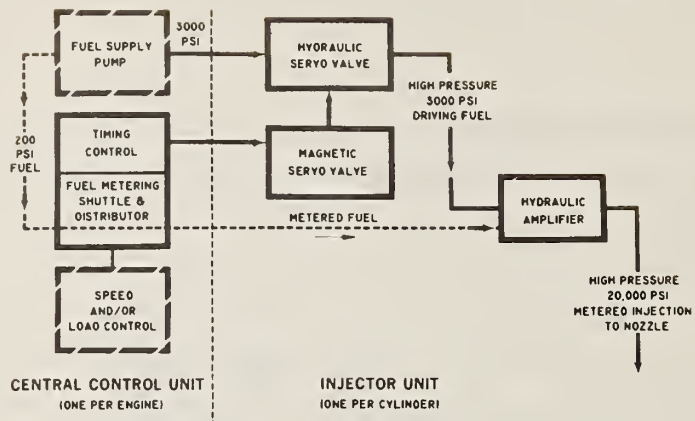 FUEL SUPPLY
PUMP
3000
PSI
HYDRAULIC
SERVO VALVE
HIGH PRESSURE
3000 PSI
DRIVING FUEL
200
PSI
FUEL
TIMING
CONTROL
MAGNETIC
SERVO VALVE
FUEL METERING
SHUTTLE &
DISTRIBUTOR
METERED FUEL
HYDRAULIC
AMPLIFIER
SPEED
AND/OR
LOAD CONTROL
HIGH PRESSURE
20,000 PSI
METERED INJECTION
TO NOZZLE
CENTRAL CONTROL UNIT
(ONE PER ENGINE)
INJECTOR UNIT
(ONE PER CYLINDER)